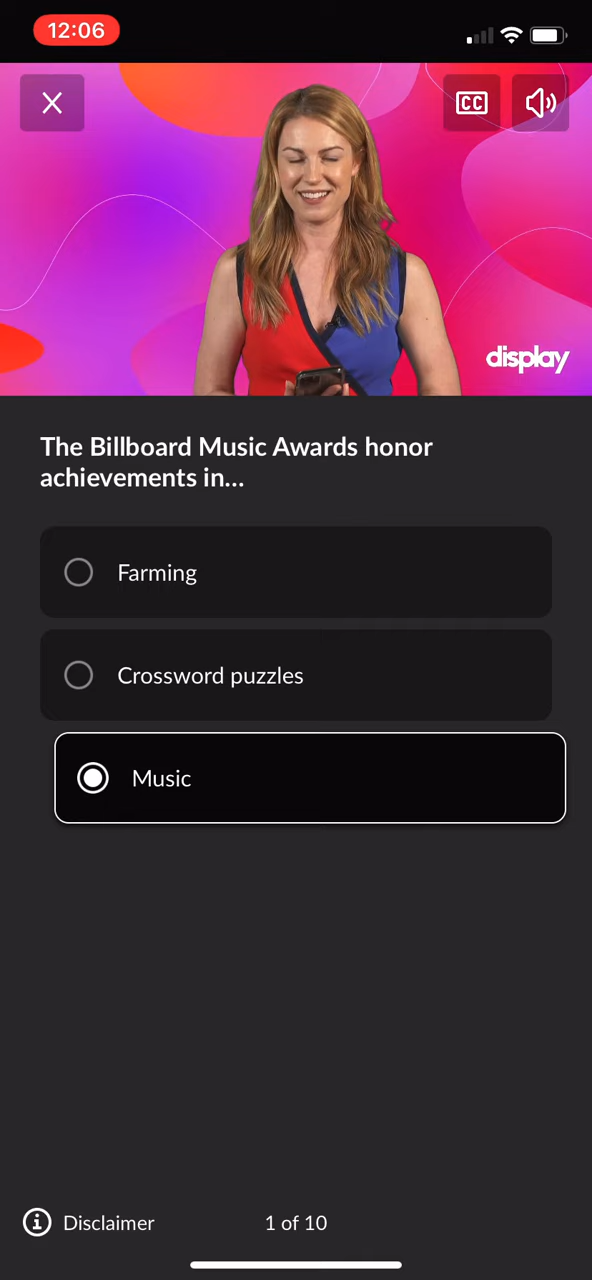 12:06
CC
display
The Billboard Music Awards honor
achievements in...
Farming
Crossword puzzles
Music
Disclaimer
1 of 10